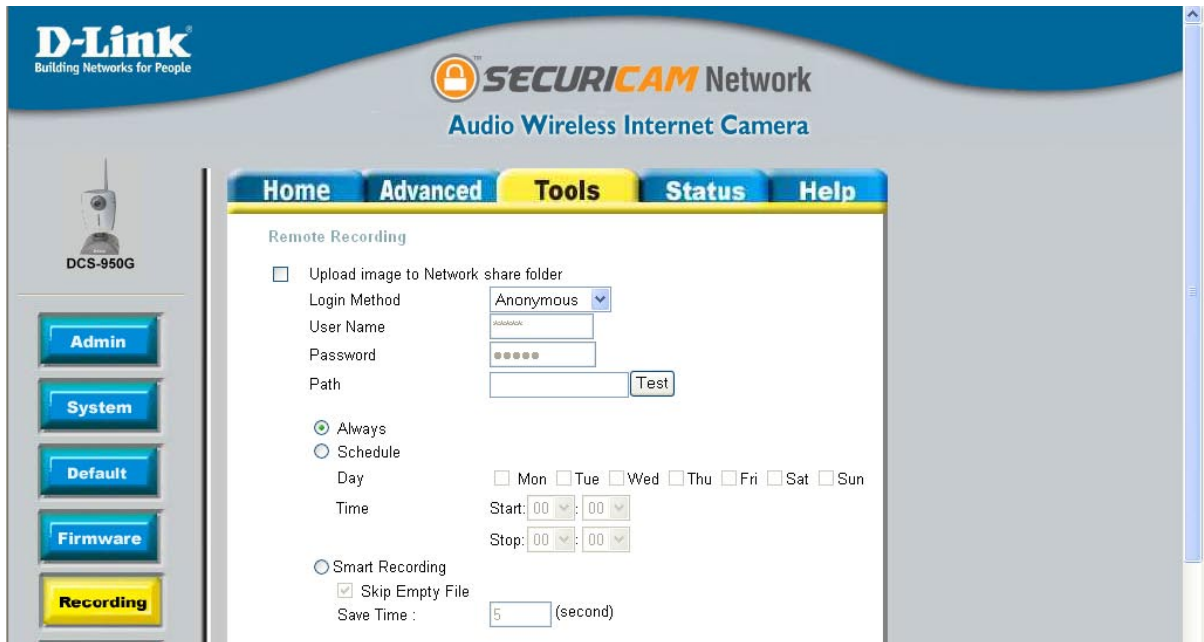 D-Link
Building Networks for People
SECURICAM Network
Audio Wireless Internet Camera
DCS-950G
Home Advanced Tools Status Help
Remote Recording
Upload image to Network share folder
Login Method Anonymous
User Name *****
Password •••••
Path Test
Always
Schedule
Day Mon Tue Wed Thu Fri Sat Sun
Time Start: 00 : 00
Stop: 00 : 00
Smart Recording
Skip Empty File
Save Time : 5 (second)
Admin
System
Default
Firmware
Recording